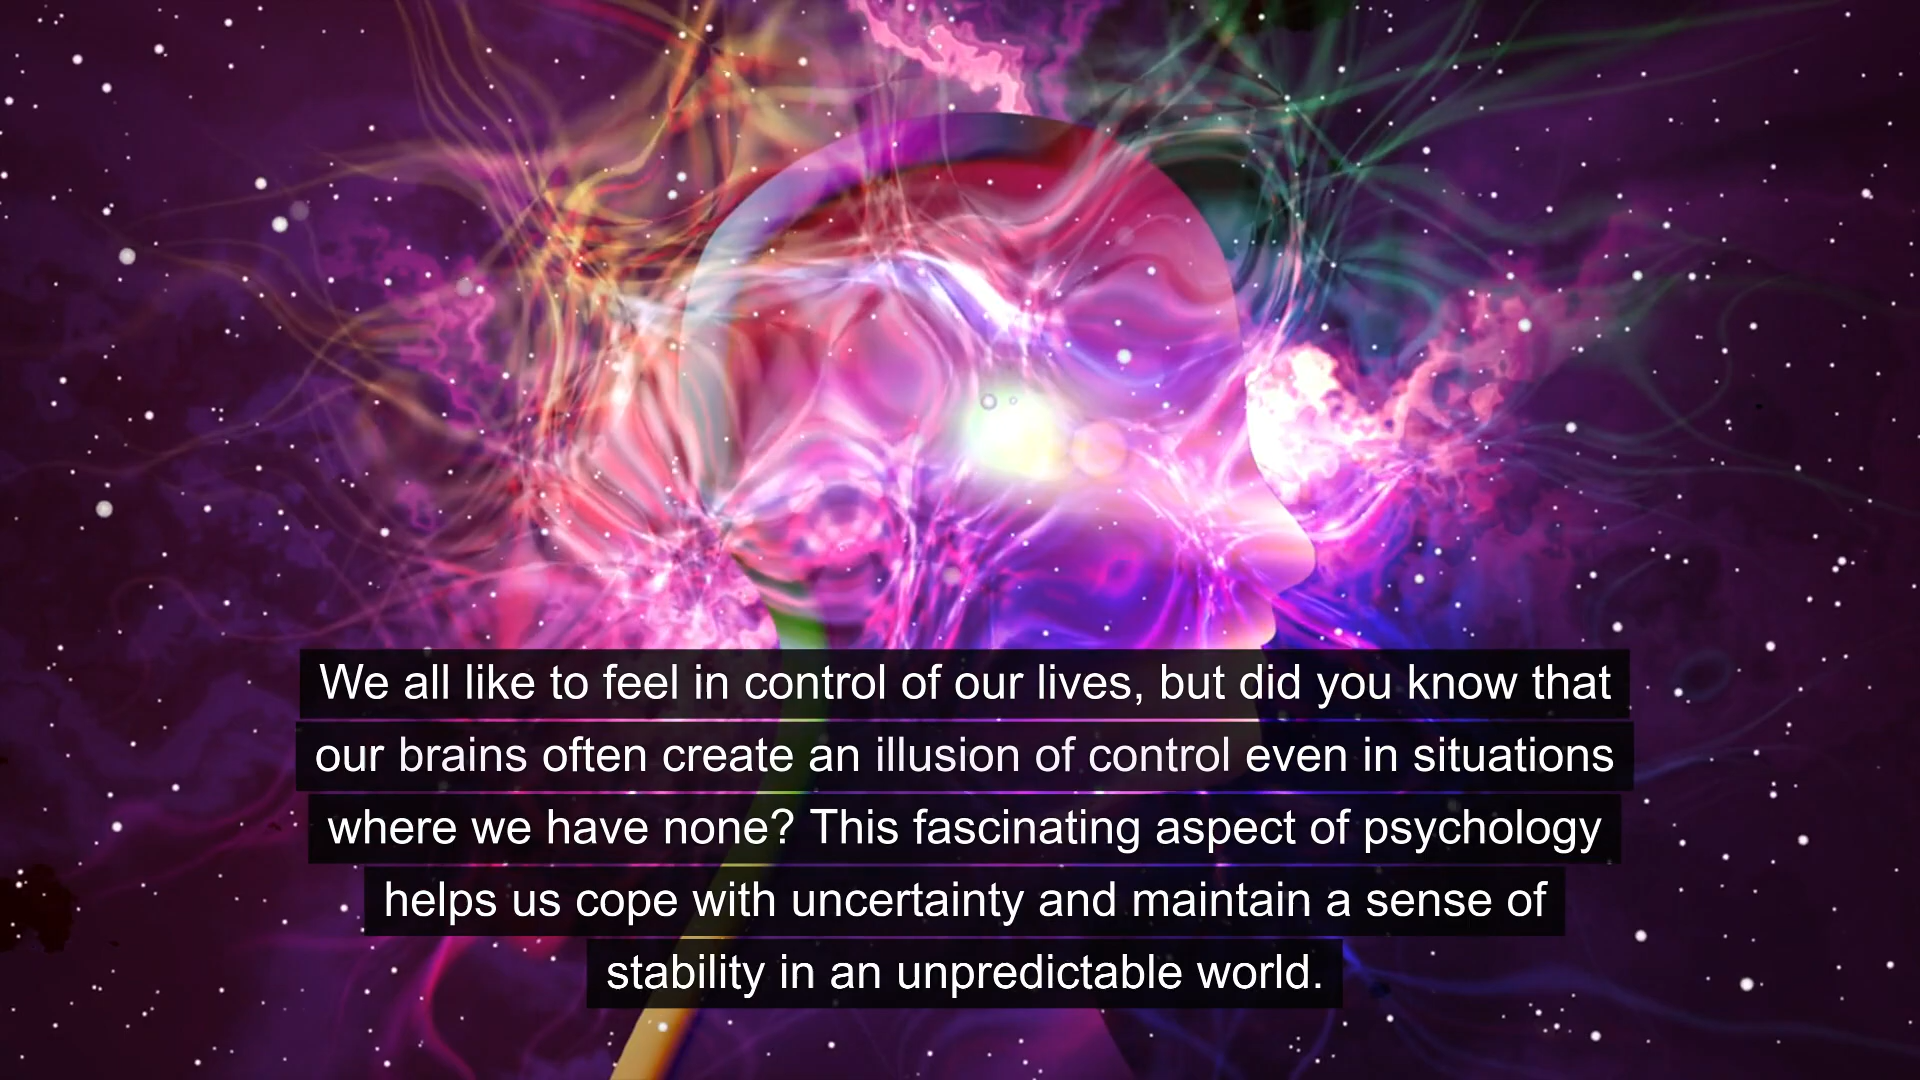 We all like to feel in control of our lives, but did you know that
our brains often create an illusion of control even in situations
where we have none? This fascinating aspect of psychology
helps us cope with uncertainty and maintain a sense of
stability in an unpredictable world.